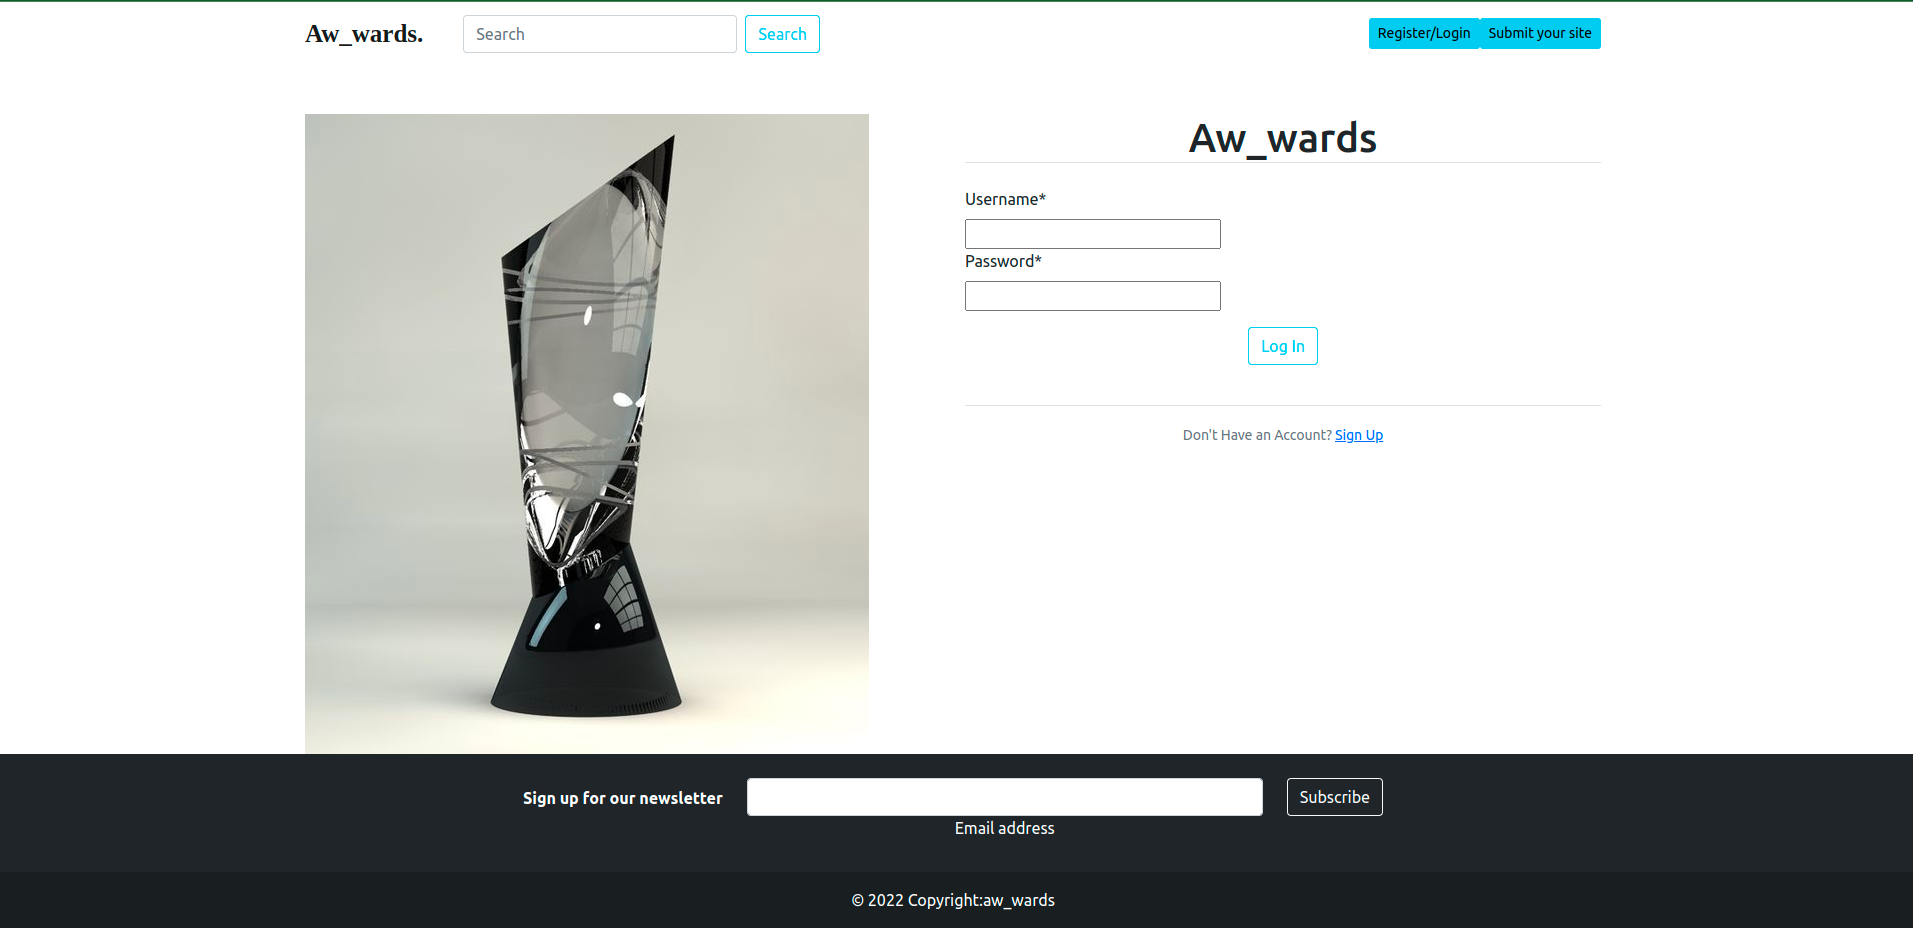 Aw_wards.
Search
Search
Register/Login
Submit your site
Aw_wards
Username*
Password*
Log In
Don't Have an Account? Sign Up
Sign up for our newsletter
Subscribe
Email address
© 2022 Copyright:aw_wards